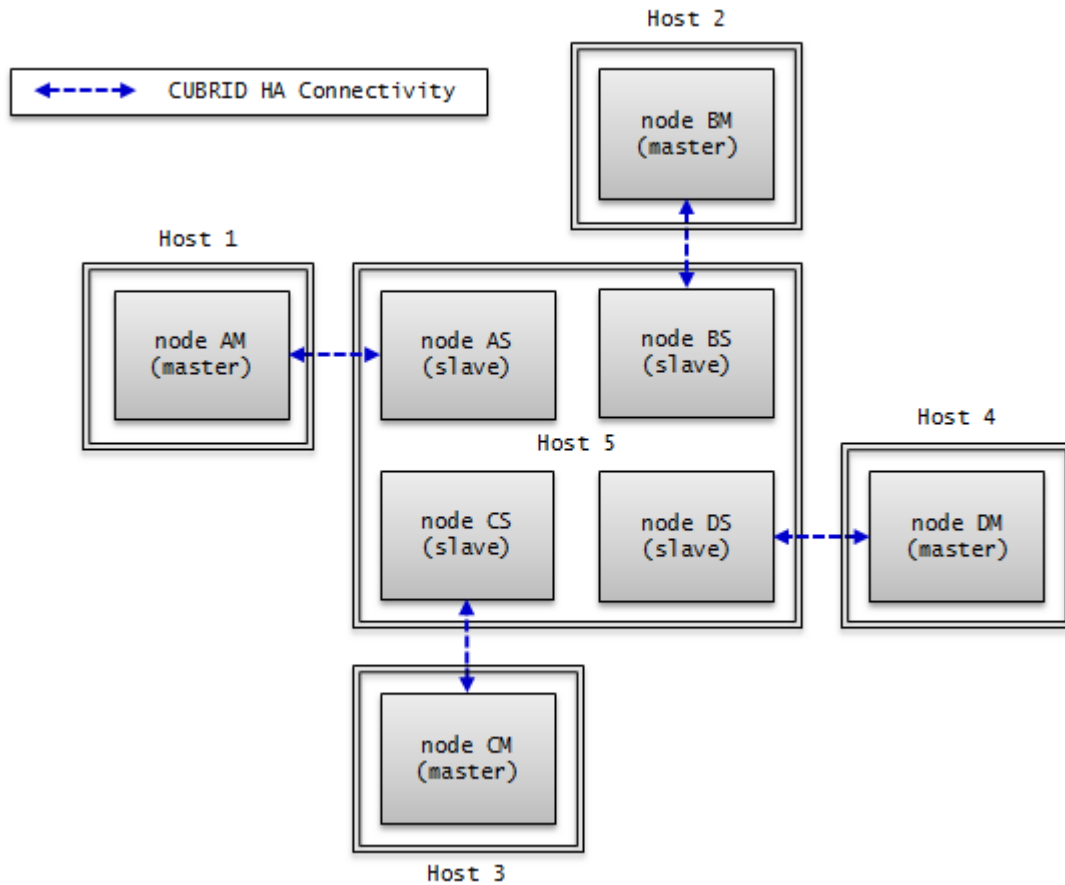 Host 2
CUBRID HA Connectivity
node BM
(master)
Host 1
node AM
(master)
node AS
(slave)
node BS
(slave)
Host 5
Host 4
node CS
(slave)
node DS
(slave)
node DM
(master)
node CM
(master)
Host 3